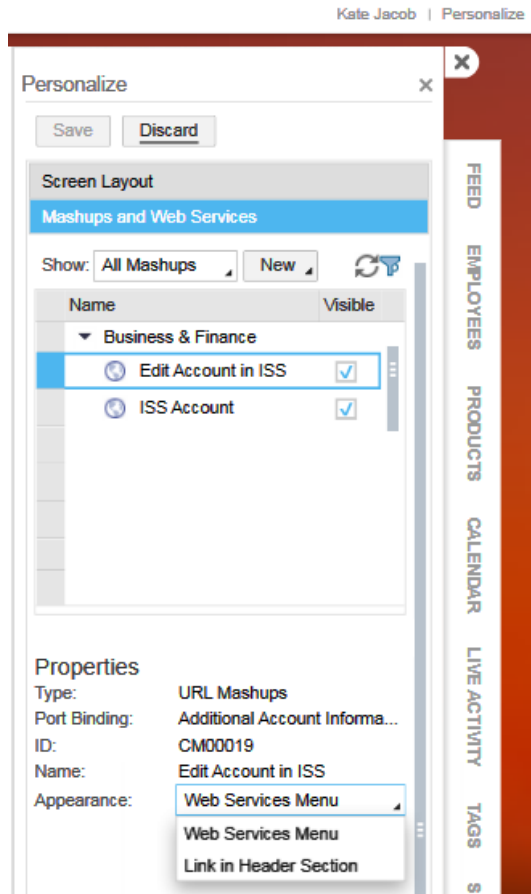 Kate Jacob | Personalize
Personalize
Save Discard
Screen Layout
Mashups and Web Services
Show: All Mashups New
Name Visible
Business & Finance
Edit Account in ISS
ISS Account
Properties
Type: URL Mashups
Port Binding: Additional Account Informa...
ID: CM00019
Name: Edit Account in ISS
Appearance: Web Services Menu
Web Services Menu
Link in Header Section
FEED
EMPLOYEES
PRODUCTS
CALENDAR
LIVE ACTIVITY
TAGS